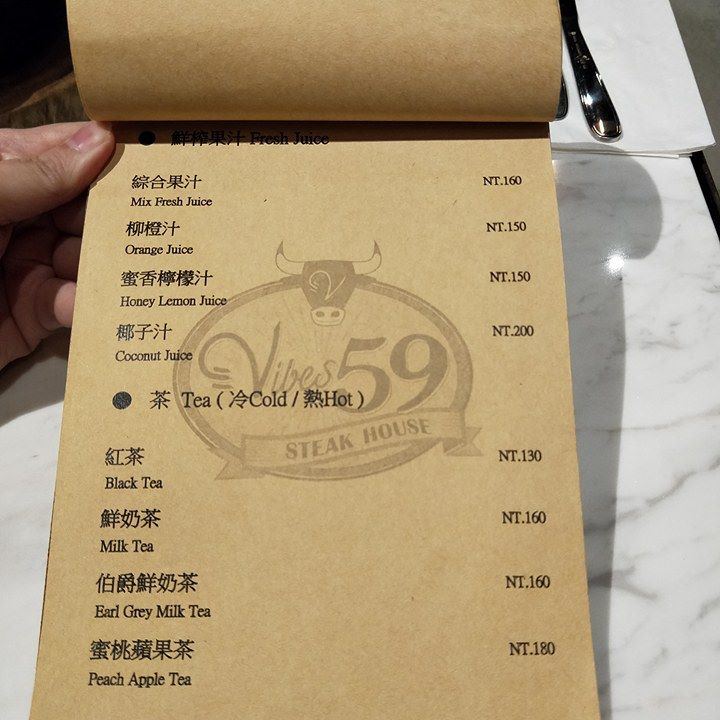 ● 鮮榨果汁 Fresh Juice
綜合果汁 NT.160
Mix Fresh Juice
柳橙汁 NT.150
Orange Juice
蜜香檸檬汁 NT.150
Honey Lemon Juice
椰子汁 NT.200
Coconut Juice
Vibes 59
STEAK HOUSE
● 茶 Tea ( 冷Cold / 熱Hot )
紅茶 NT.130
Black Tea
鮮奶茶 NT.160
Milk Tea
伯爵鮮奶茶 NT.160
Earl Grey Milk Tea
蜜桃蘋果茶 NT.180
Peach Apple Tea